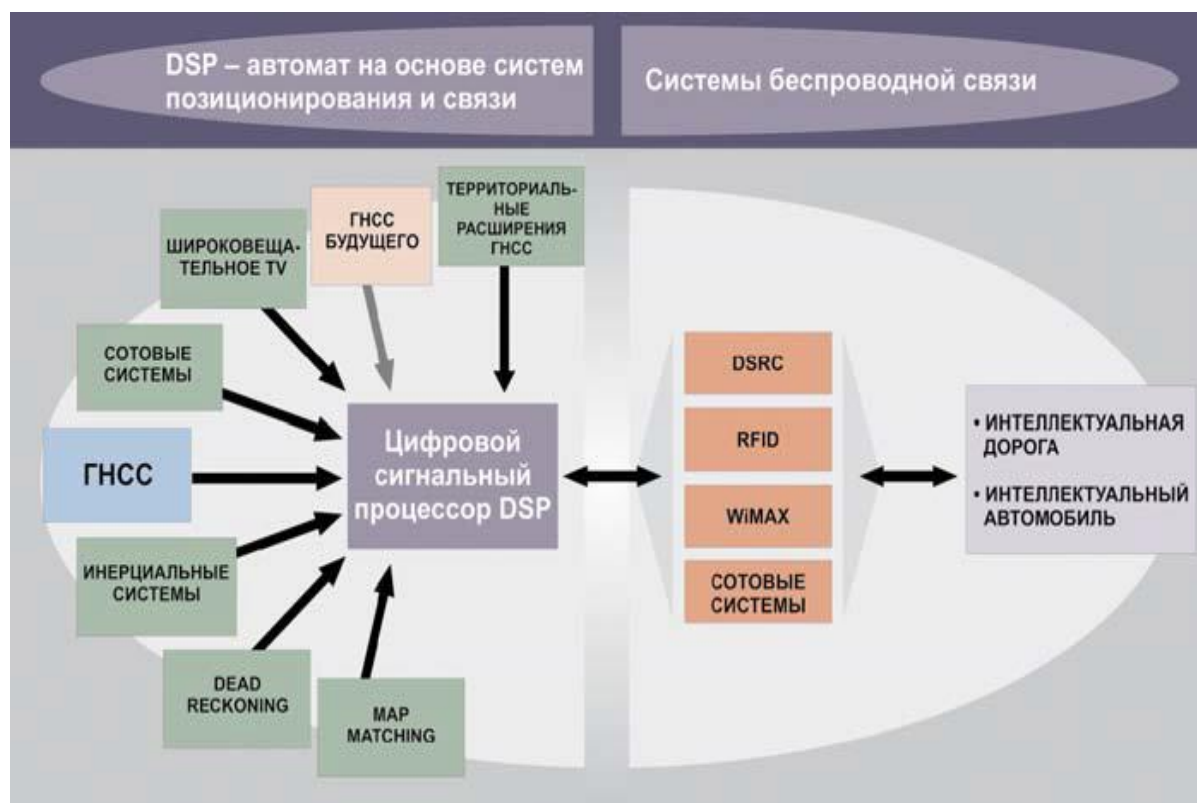 DSP – автомат на основе систем
позиционирования и связи
Системы беспроводной связи
ШИРОКОВЕЩА-
ТЕЛЬНОЕ TV
ГНСС
БУДУЩЕГО
ТЕРРИТОРИАЛЬ-
НЫЕ
РАСШИРЕНИЯ
ГНСС
СОТОВЫЕ
СИСТЕМЫ
ГНСС
ИНЕРЦИАЛЬНЫЕ
СИСТЕМЫ
DEAD
RECKONING
MAP
MATCHING
Цифровой
сигнальный
процессор DSP
DSRC
RFID
WiMAX
СОТОВЫЕ
СИСТЕМЫ
• ИНТЕЛЛЕКТУАЛЬНАЯ
ДОРОГА
• ИНТЕЛЛЕКТУАЛЬНЫЙ
АВТОМОБИЛЬ